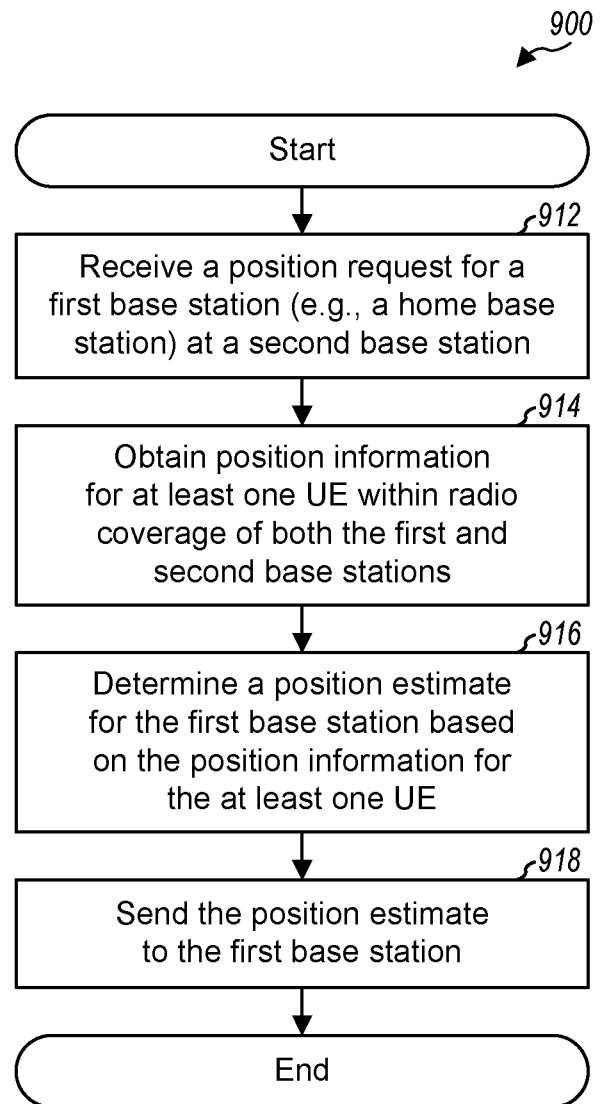 900
Start
912
Receive a position request for a
first base station (e.g., a home base
station) at a second base station
914
Obtain position information
for at least one UE within radio
coverage of both the first and
second base stations
916
Determine a position estimate
for the first base station based
on the position information for
the at least one UE
918
Send the position estimate
to the first base station
End